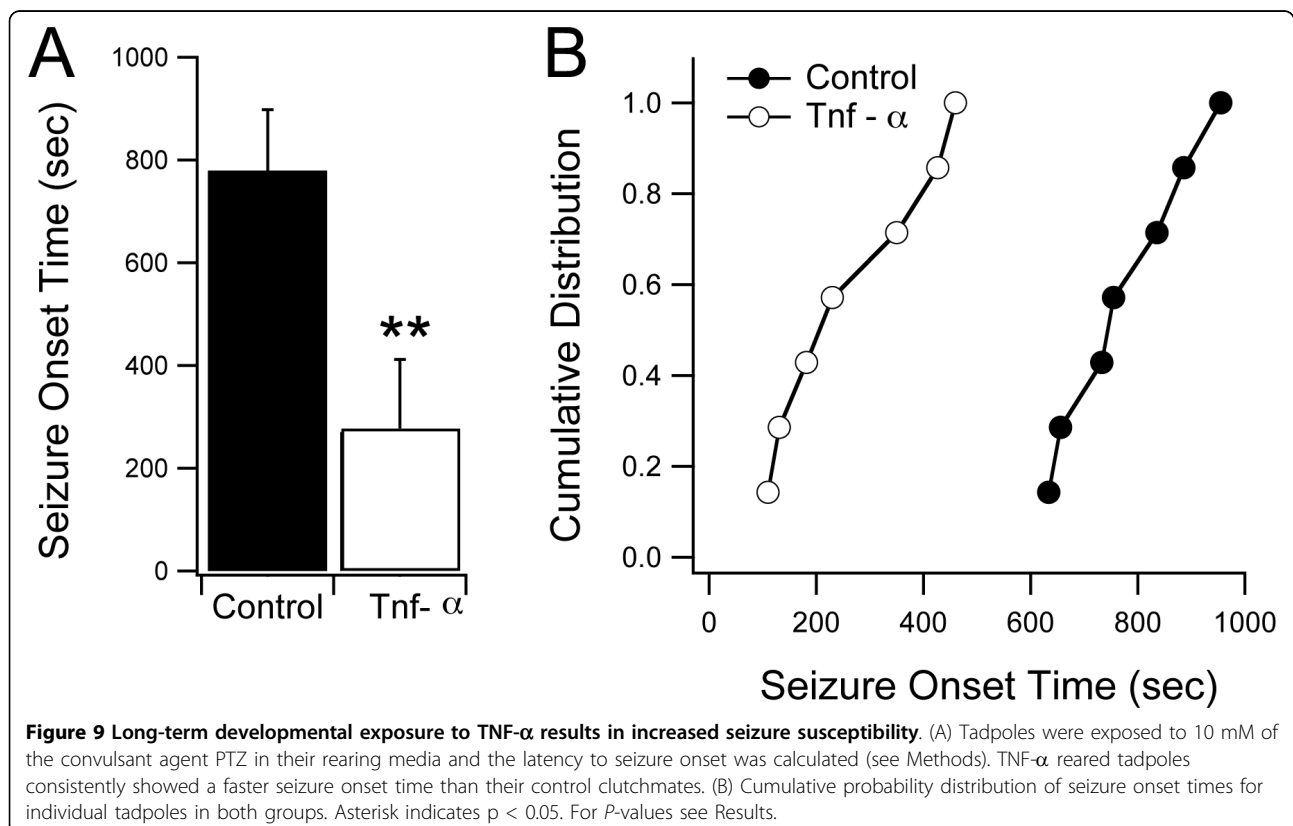 A
1000
800
600
400
200
0
Seizure Onset Time (sec)
**
Control
Tnf- α
B
Control
Tnf - α
1.0
0.8
0.6
0.4
0.2
0.0
Cumulative Distribution
0 200 400 600 800 1000
Seizure Onset Time (sec)
Figure 9 Long-term developmental exposure to TNF-α results in increased seizure susceptibility. (A) Tadpoles were exposed to 10 mM of
the convulsant agent PTZ in their rearing media and the latency to seizure onset was calculated (see Methods). TNF-α reared tadpoles
consistently showed a faster seizure onset time than their control clutchmates. (B) Cumulative probability distribution of seizure onset times for
individual tadpoles in both groups. Asterisk indicates p < 0.05. For P-values see Results.